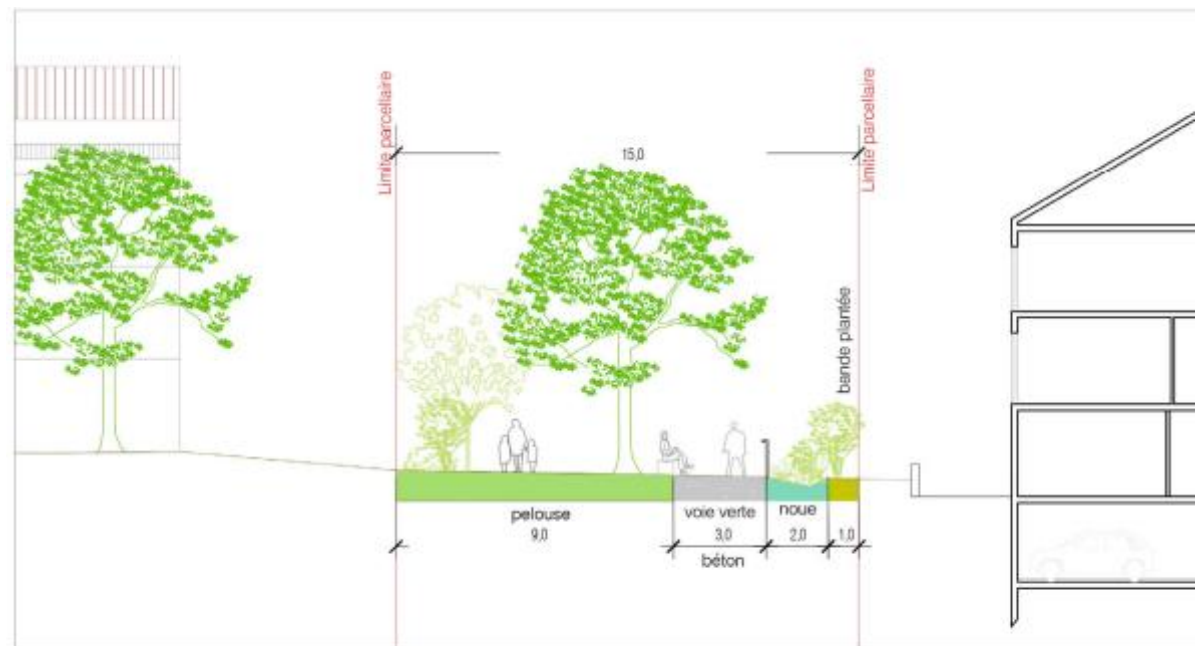 Limite parcellaire
15,0
Limite parcellaire
bande plantée
pelouse
voie verte
noue
9,0
3,0
2,0
1,0
béton